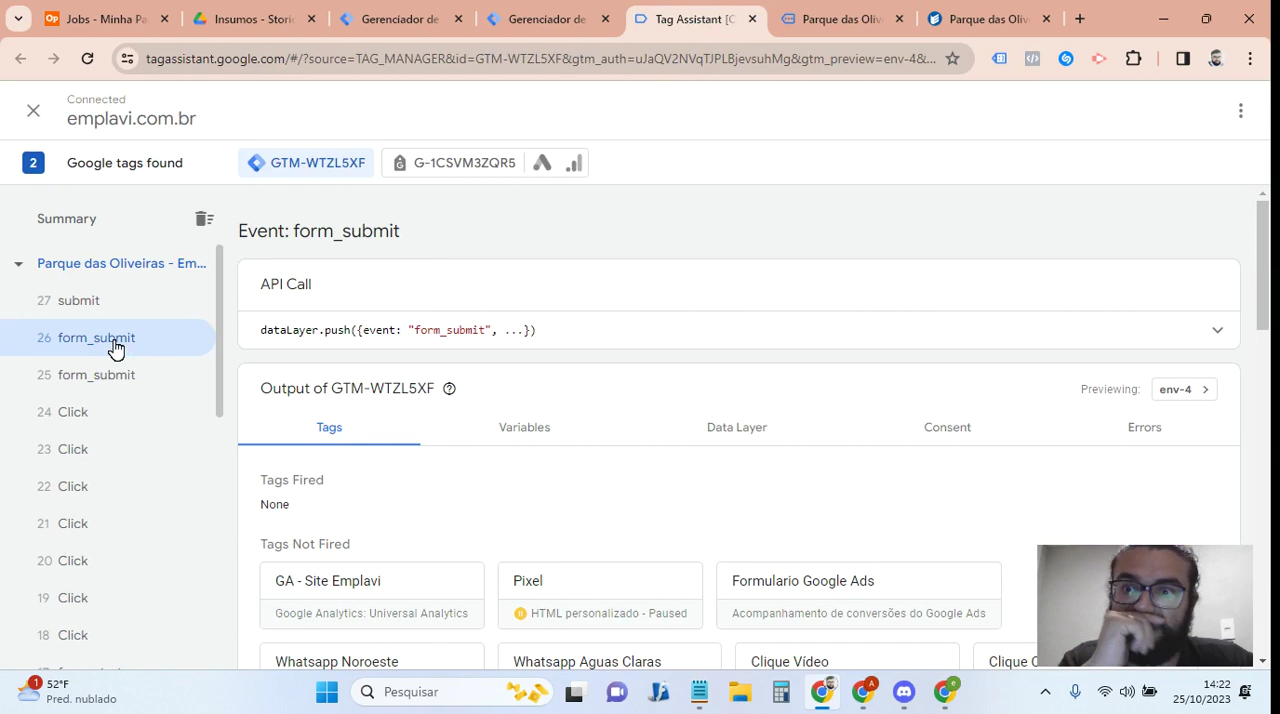 Jobs - Minha Pa
Insumos - Stori
Gerenciador de
Gerenciador de
Tag Assistant [C
Parque das Oliv
Parque das Oliv
tagassistant.google.com/#/?source=TAG_MANAGER&id=GTM-WTZL5XF&gtm_auth=uJaQV2NVqTJPLBjevsuhMg&gtm_preview=env-4&...
Connected
emplavi.com.br
2 Google tags found
GTM-WTZL5XF
G-1CSVM3ZQR5
Summary
Parque das Oliveiras - Em...
27 submit
26 form_submit
25 form_submit
24 Click
23 Click
22 Click
21 Click
20 Click
19 Click
18 Click
Event: form_submit
API Call
dataLayer.push({event: "form_submit", ...})
Output of GTM-WTZL5XF
Previewing: env-4
Tags Variables Data Layer Consent Errors
Tags Fired
None
Tags Not Fired
GA - Site Emplavi
Google Analytics: Universal Analytics
Pixel
HTML personalizado - Paused
Formulario Google Ads
Acompanhamento de conversões do Google Ads
Whatsapp Noroeste
Whatsapp Aguas Claras
Clique Vídeo
Clique
1
52°F
Pred. nublado
Pesquisar
14:22
25/10/2023